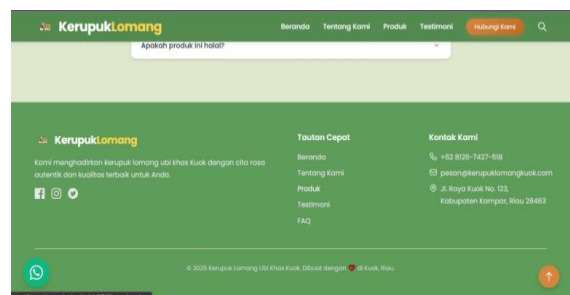 KerupukLomang
Beranda Tentang Kami Produk Testimoni Hubungi Kami
Apakah produk ini halal?
KerupukLomang
Kami menghadirkan kerupuk lomang ubi khas Kuok dengan cita rasa
autentik dan kualitas terbaik untuk Anda.
Tautan Cepat
Beranda
Tentang Kami
Produk
Testimoni
FAQ
Kontak Kami
+62 8126-7427-518
pesan@kerupuklomangkuok.com
Jl. Raya Kuok No. 123,
Kabupaten Kampar, Riau 28463
© 2025 Kerupuk Lomang Ubi Khas Kuok. Dibuat dengan ❤ di Kuok, Riau.